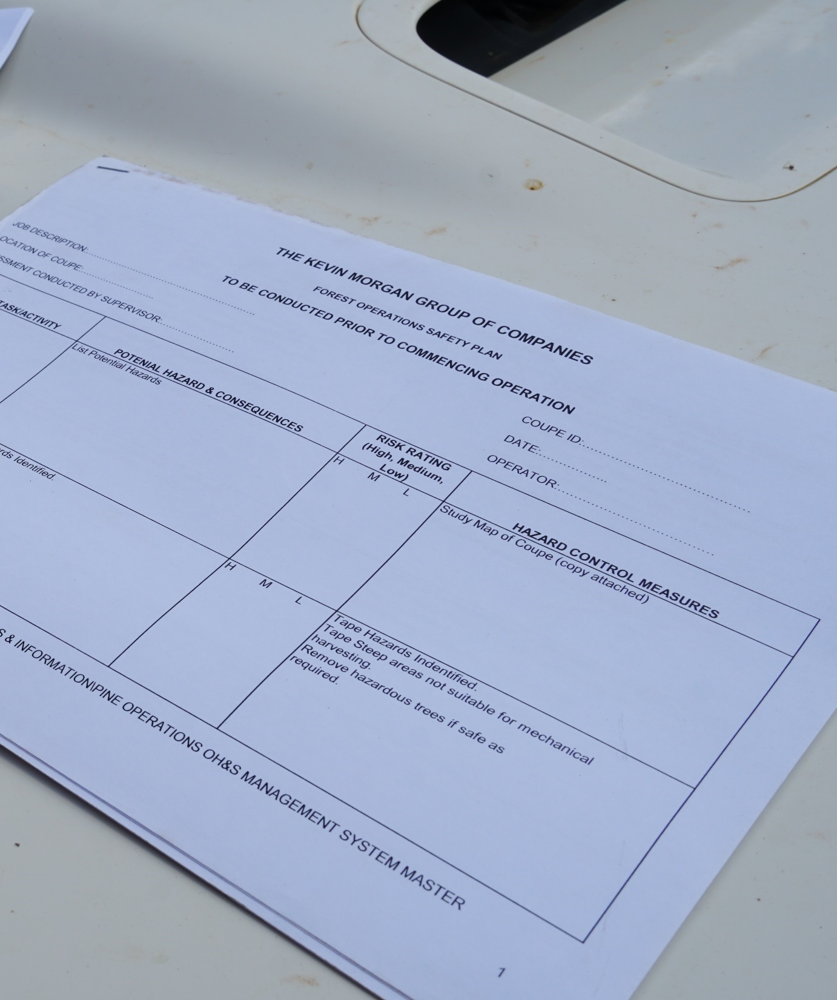 THE KEVIN MORGAN GROUP OF COMPANIES
FOREST OPERATIONS SAFETY PLAN
TO BE CONDUCTED PRIOR TO COMMENCING OPERATION
JOB DESCRIPTION:
OCATION OF COUPE:
SSMENT CONDUCTED BY SUPERVISOR:
COUPE ID:
DATE:
OPERATOR:
TASK/ACTIVITY
POTENIAL HAZARD & CONSEQUENCES
RISK RATING
(High, Medium,
Low)
HAZARD CONTROL MEASURES
List Potential Hazards
H M L
Study Map of Coupe (copy attached)
rds Identified.
H M L
Tape Hazards Indentified.
Tape Steep areas not suitable for mechanical
harvesting.
Remove hazardous trees if safe as
required.
S & INFORMATION\PINE OPERATIONS OH&S MANAGEMENT SYSTEM MASTER
1